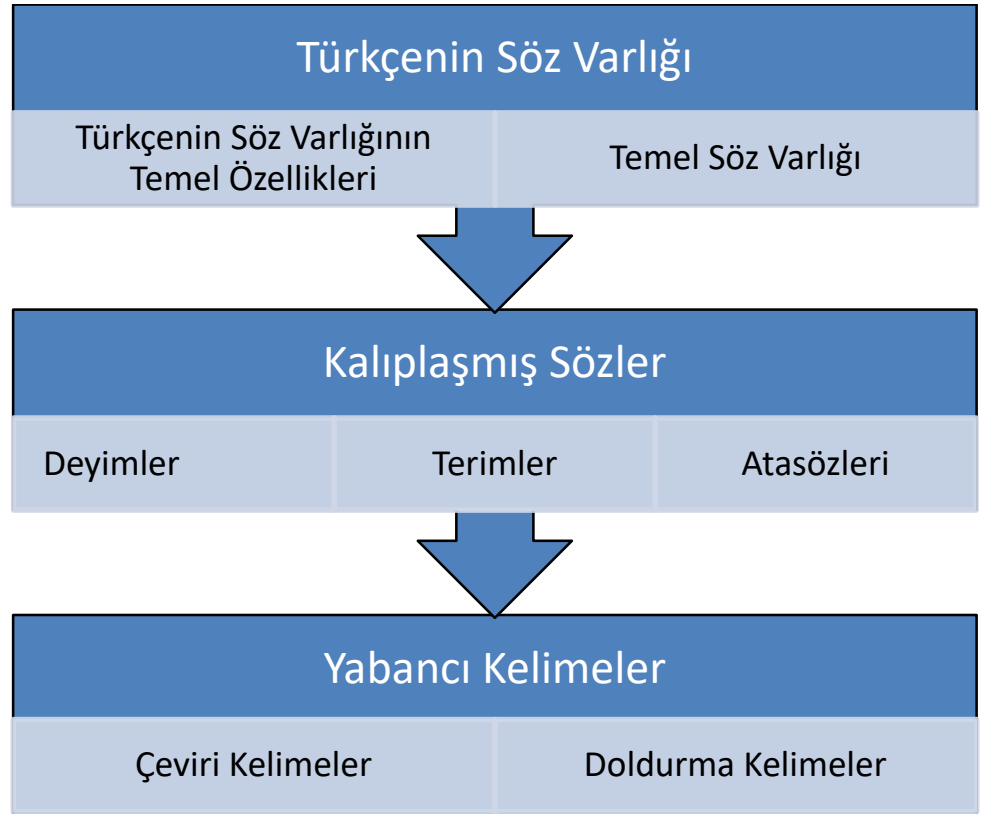 Türkçenin Söz Varlığı
Türkçenin Söz Varlığının
Temel Özellikleri
Temel Söz Varlığı
Kalıplaşmış Sözler
Deyimler
Terimler
Atasözleri
Yabancı Kelimeler
Çeviri Kelimeler
Doldurma Kelimeler